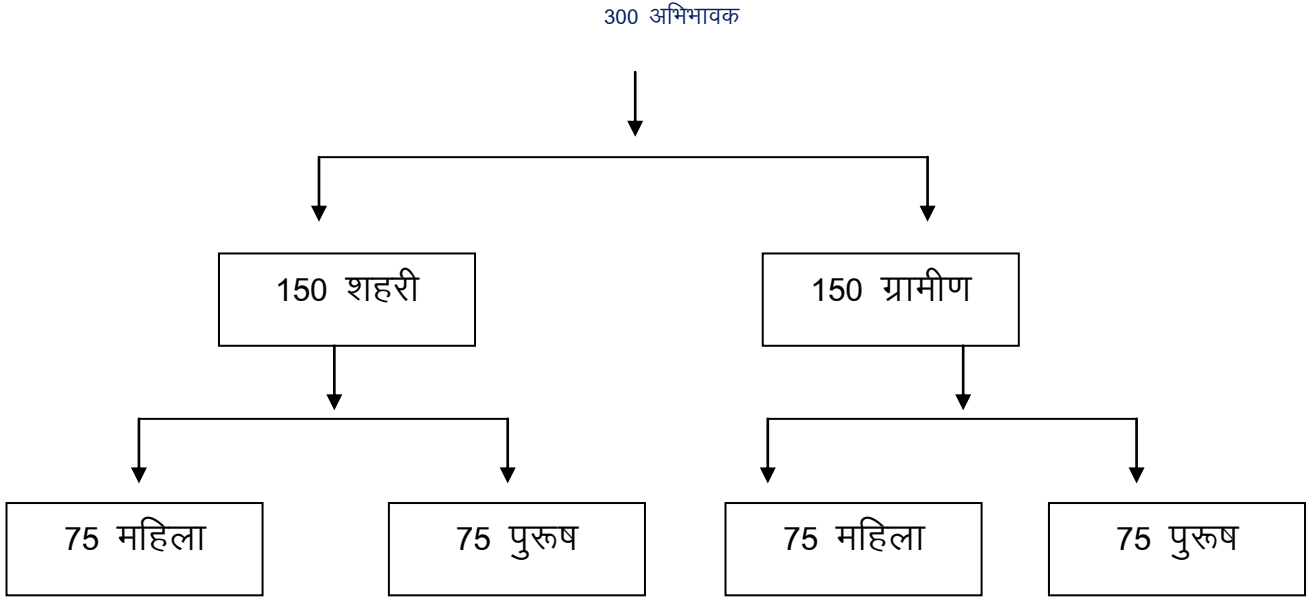 300 अभिभावक
150 शहरी
150 ग्रामीण
75 महिला
75 पुरूष
75 महिला
75 पुरूष